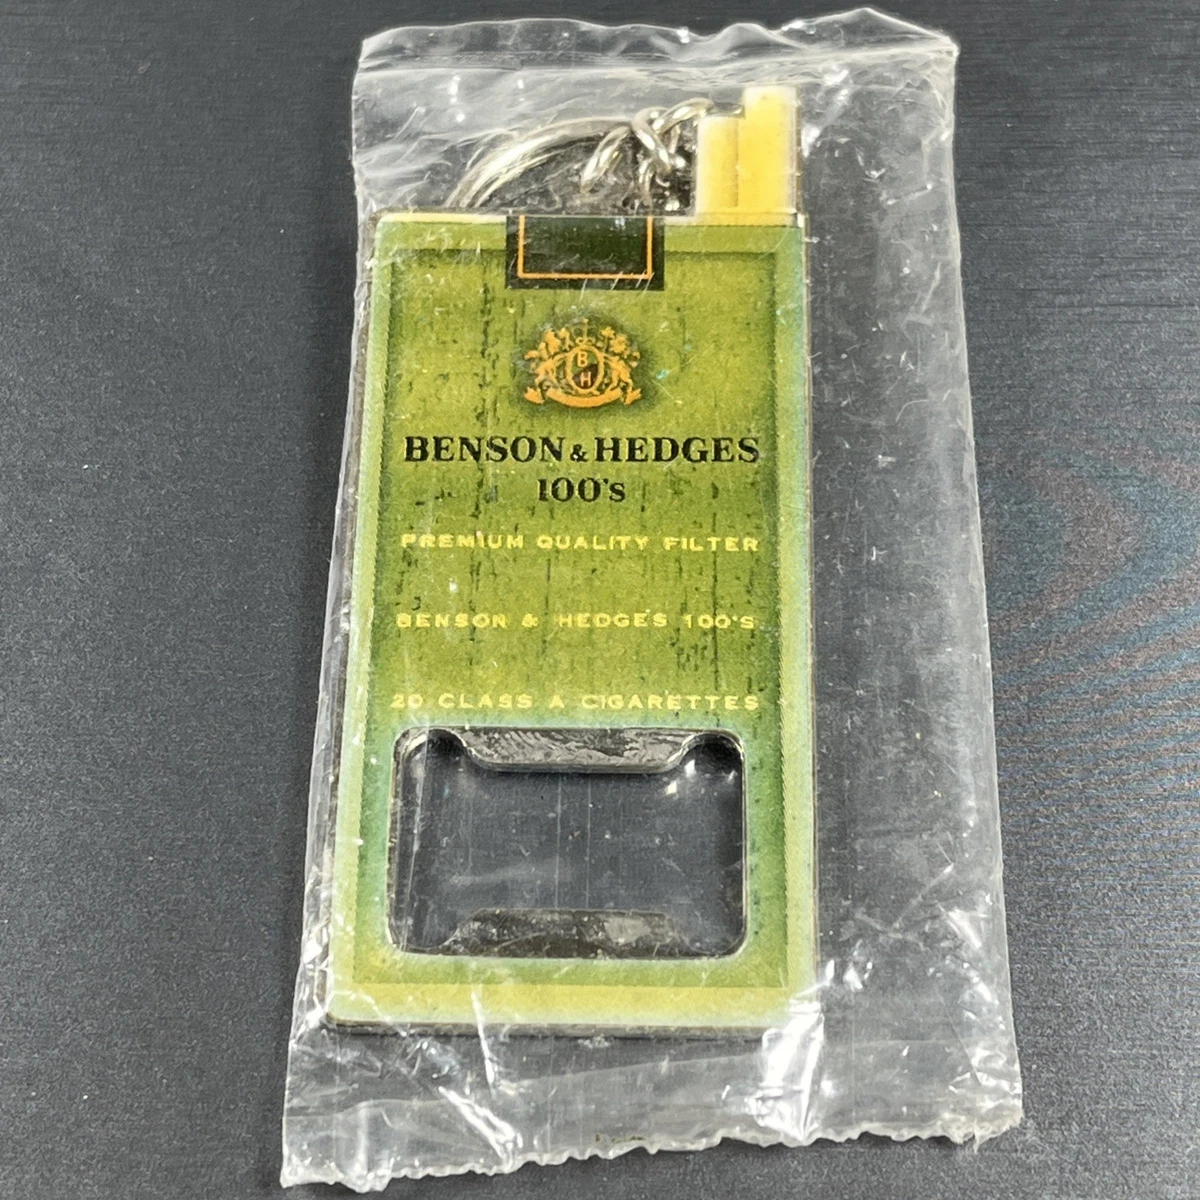 B
H
BENSON & HEDGES
100's
PREMIUM QUALITY FILTER
BENSON & HEDGES 100'S
20 CLASS A CIGARETTES